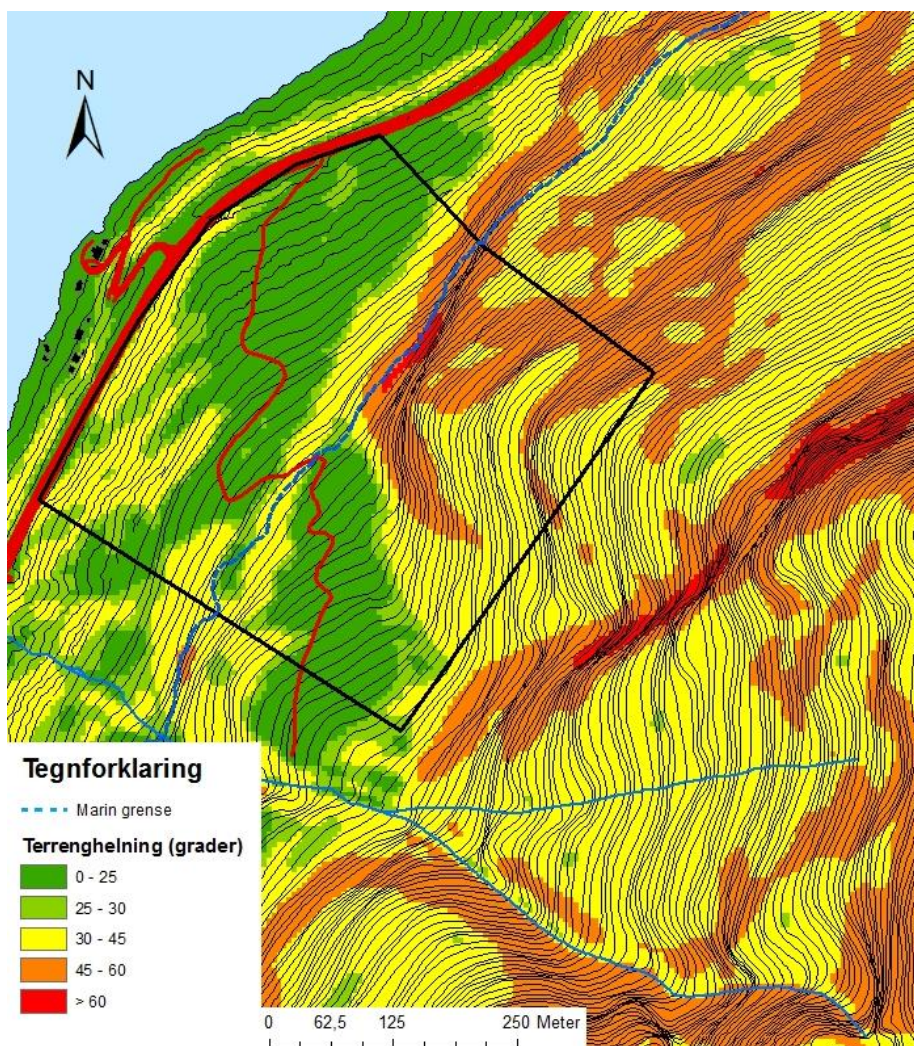 N
Tegnforklaring
Marin grense
Terrenghelning (grader)
0 - 25
25 - 30
30 - 45
45 - 60
> 60
0 62,5 125 250 Meter